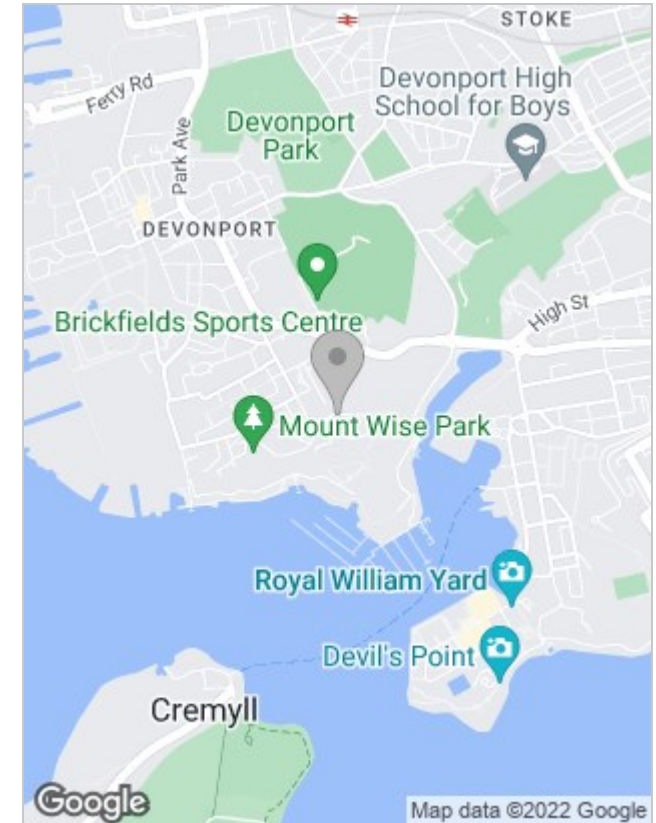 STOKE
Ferry Rd
Devonport High
School for Boys
Devonport
Park
Park Ave
DEVONPORT
High St
Brickfields Sports Centre
Mount Wise Park
Royal William Yard
Devil's Point
Cremyll
Google
Map data ©2022 Google